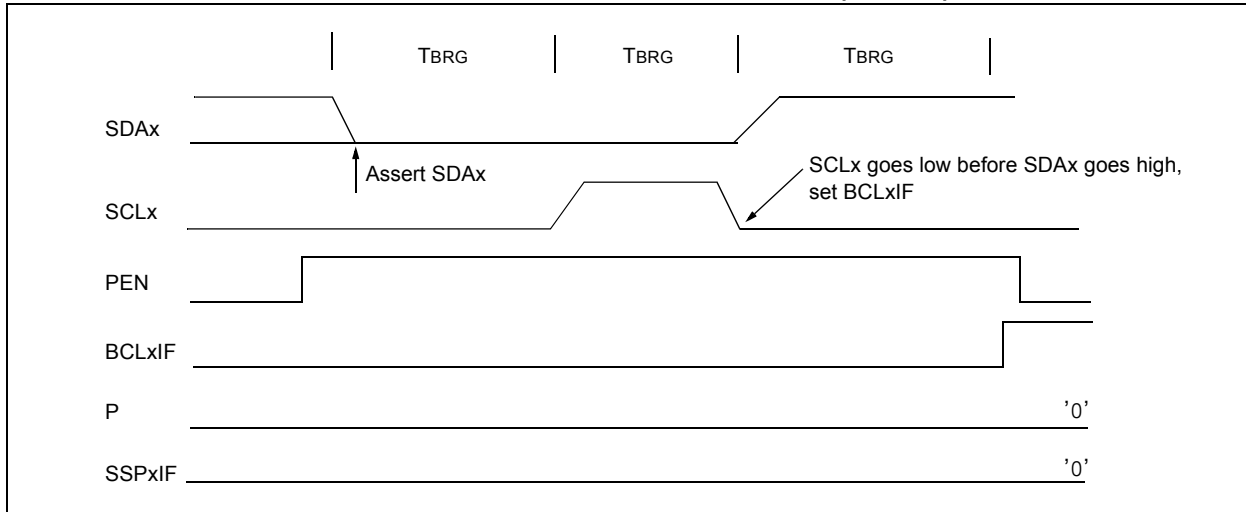 TBRG TBRG TBRG
SDAx
Assert SDAx
SCLx goes low before SDAx goes high,
set BCLxIF
SCLx
PEN
BCLxIF
P
'0'
SSPxIF
'0'